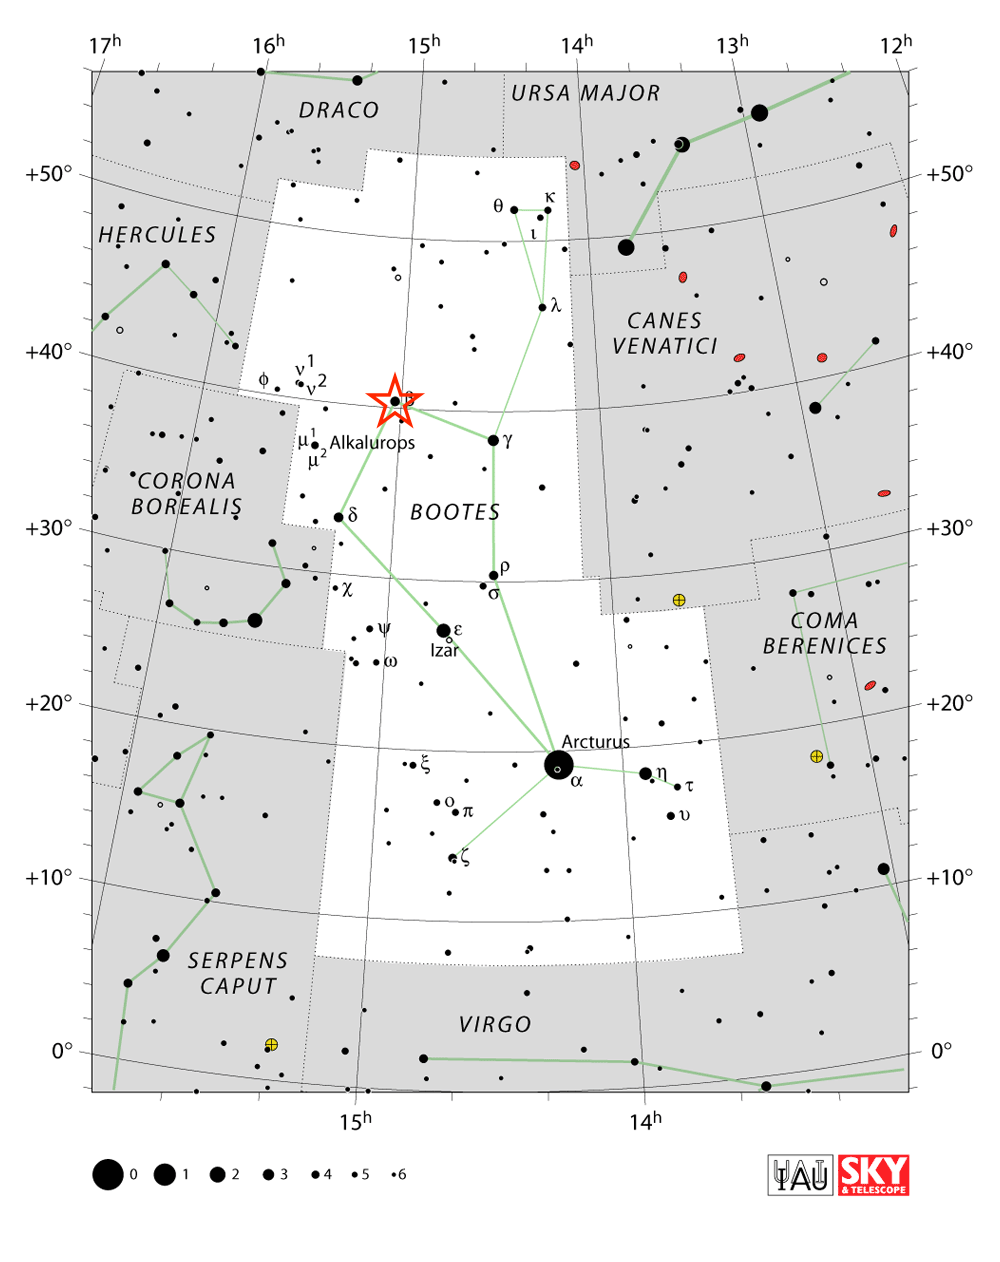 17h 16h 15h 14h 13h 12h
DRACO
URSA MAJOR
+50° +50°
θ κ
ι
HERCULES
λ
CANES
VENATICI
+40° +40°
φ ν1
ν2
β
μ1 Alkalurops γ
μ2
CORONA
BOREALIS
BOOTES
δ
+30° +30°
ρ
χ σ
ψ ε
Izar
ω
COMA
BERENICES
+20° +20°
Arcturus
ξ α η
τ
ο
π υ
ζ
+10° +10°
SERPENS
CAPUT
VIRGO
0° 0°
15h 14h
0 1 2 3 4 5 6
IAU
SKY
& TELESCOPE